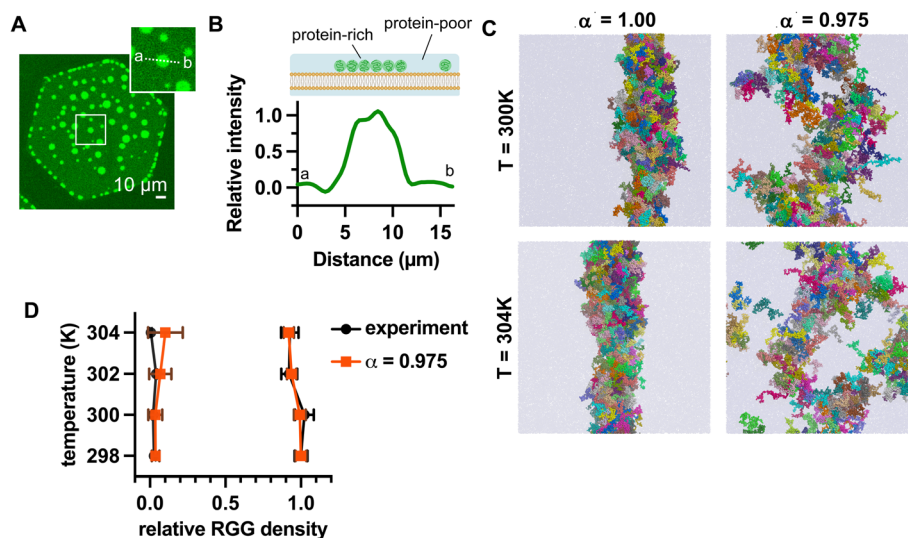 A
a
b
10 µm
B
protein-rich
protein-poor
Relative intensity
1.0
0.5
0.0
a
b
0
5
10
15
Distance (µm)
C
α = 1.00
α = 0.975
T = 300K
T = 304K
D
temperature (K)
304
302
300
298
0.0
1.0
relative RGG density
experiment
α = 0.975